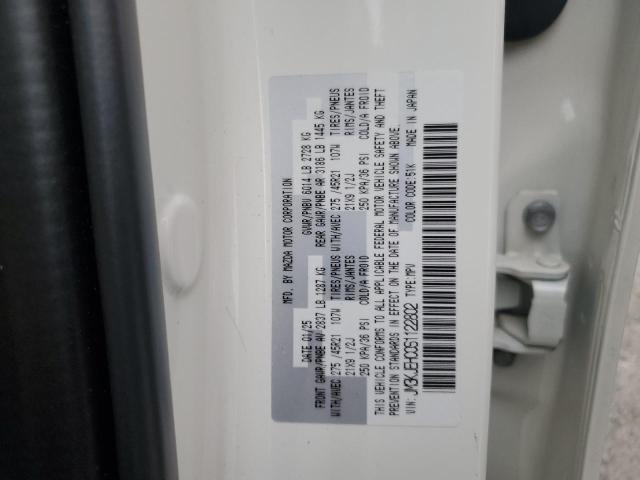 MFD. BY MAZDA MOTOR CORPORATION
DATE 01/25 GVWR/PNBV 6014 LB 2728 KG
FRONT GAWR/PNBE AV 2837 LB 1287 KG REAR GAWR/PNBE AR 3186 LB 1445 KG
WITH/AVEC 275 /45R21 107W TIRES/PNEUS WITH/AVEC 275 /45R21 107W TIRES/PNEUS
21X9 1/2J RIMS/JANTES 21X9 1/2J RIMS/JANTES
250 KPA/36 PSI COLD/A FROID 250 KPA/36 PSI COLD/A FROID
THIS VEHICLE CONFORMS TO ALL APPLICABLE FEDERAL MOTOR VEHICLE SAFETY AND THEFT
PREVENTION STANDARDS IN EFFECT ON THE DATE OF MANUFACTURE SHOWN ABOVE.
VIN: JM3KJEHC0S1122802 TYPE:MPV COLOR CODE:51K MADE IN JAPAN